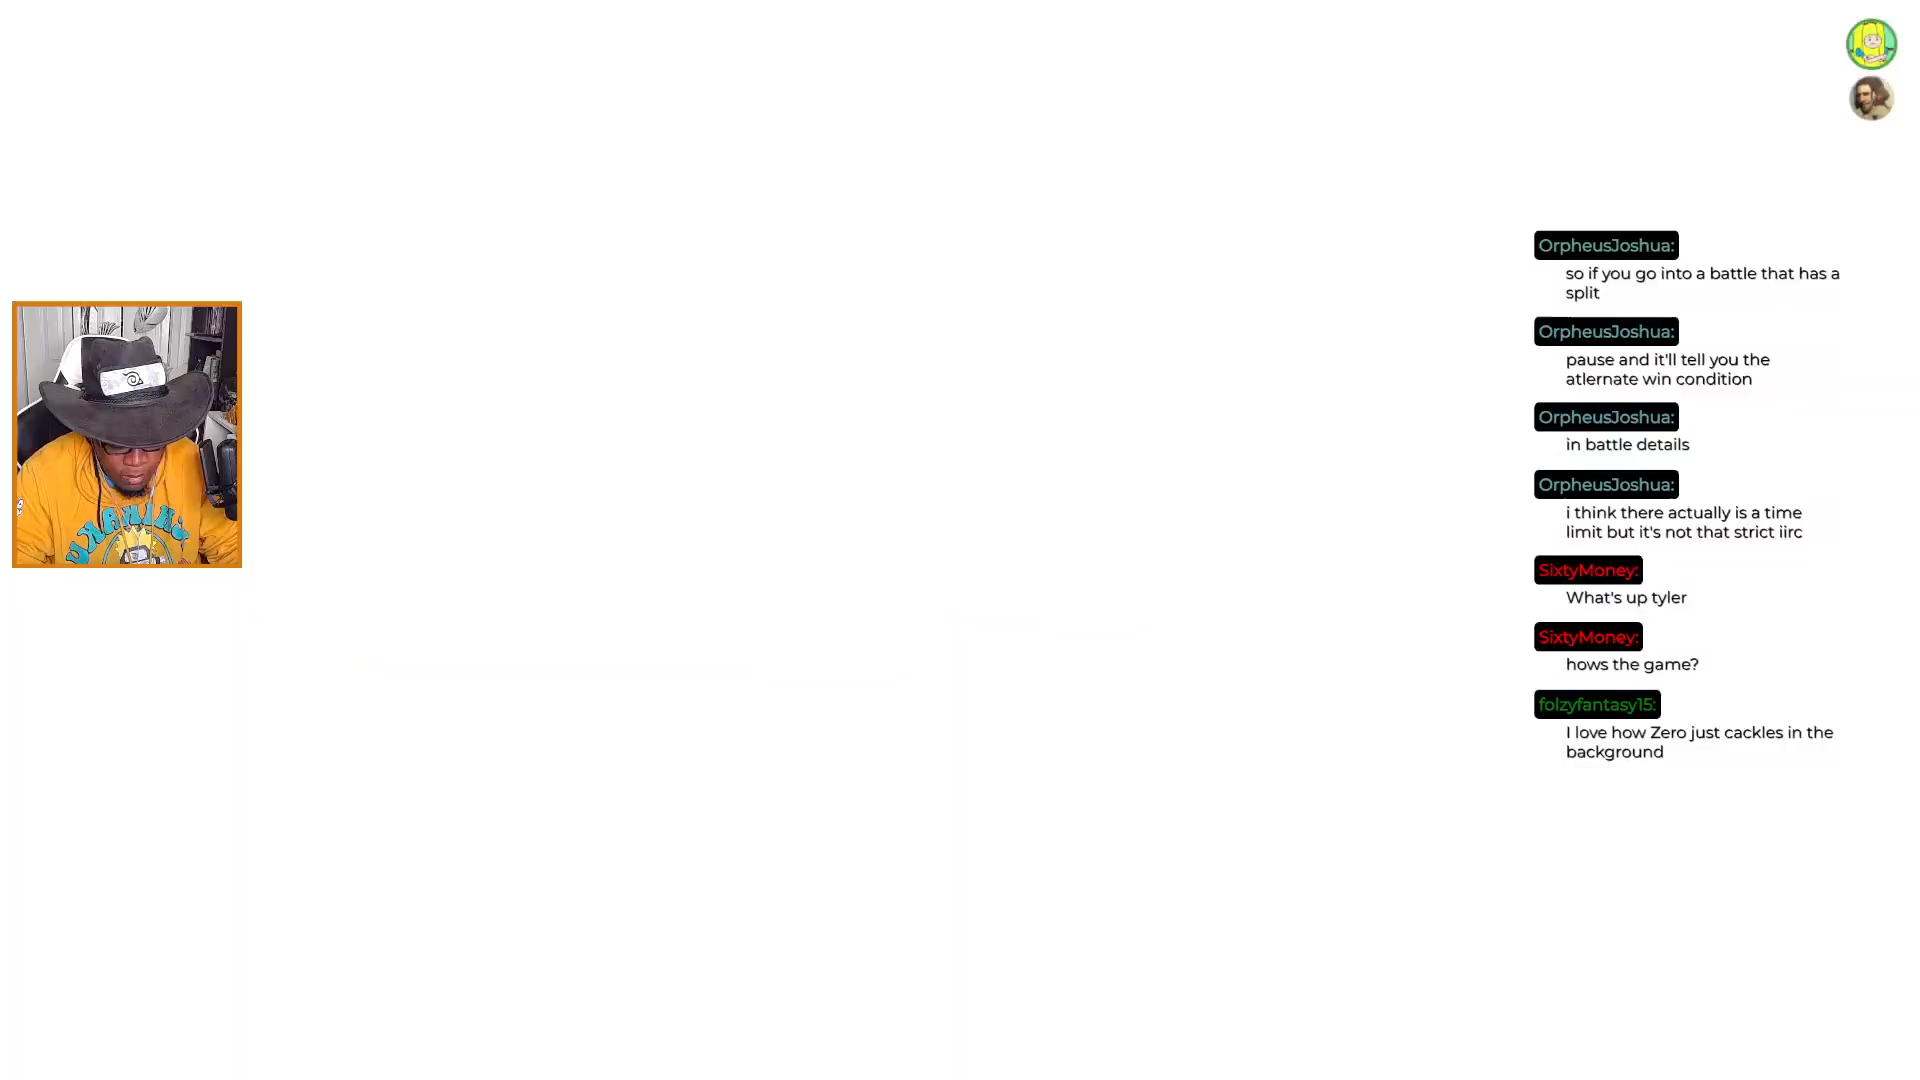 OrpheusJoshua:
so if you go into a battle that has a
split
OrpheusJoshua:
pause and it'll tell you the
atlernate win condition
OrpheusJoshua:
in battle details
OrpheusJoshua:
i think there actually is a time
limit but it's not that strict iirc
SixtyMoney:
What's up tyler
SixtyMoney:
hows the game?
folzyfantasy15:
I love how Zero just cackles in the
background